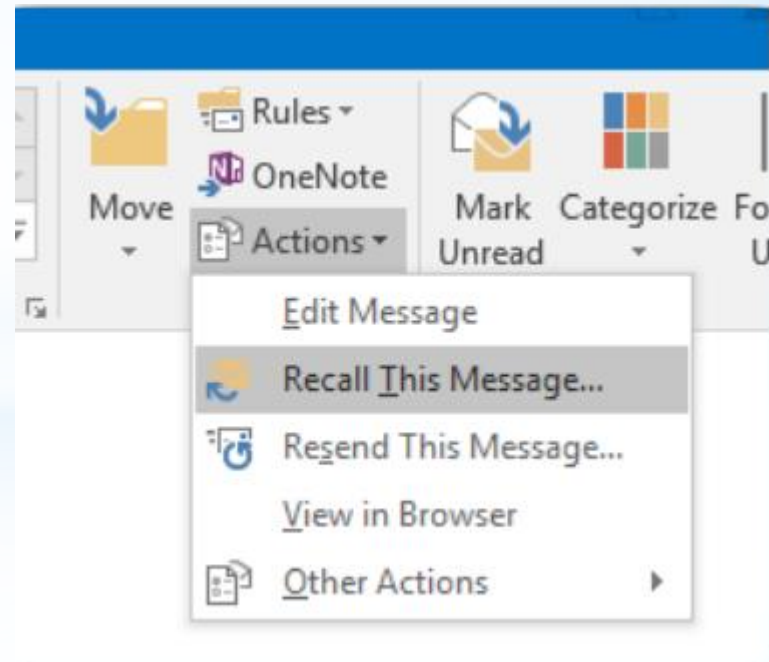 Rules
OneNote
Move
Actions
Mark
Unread
Categorize
Edit Message
Recall This Message...
Resend This Message...
View in Browser
Other Actions